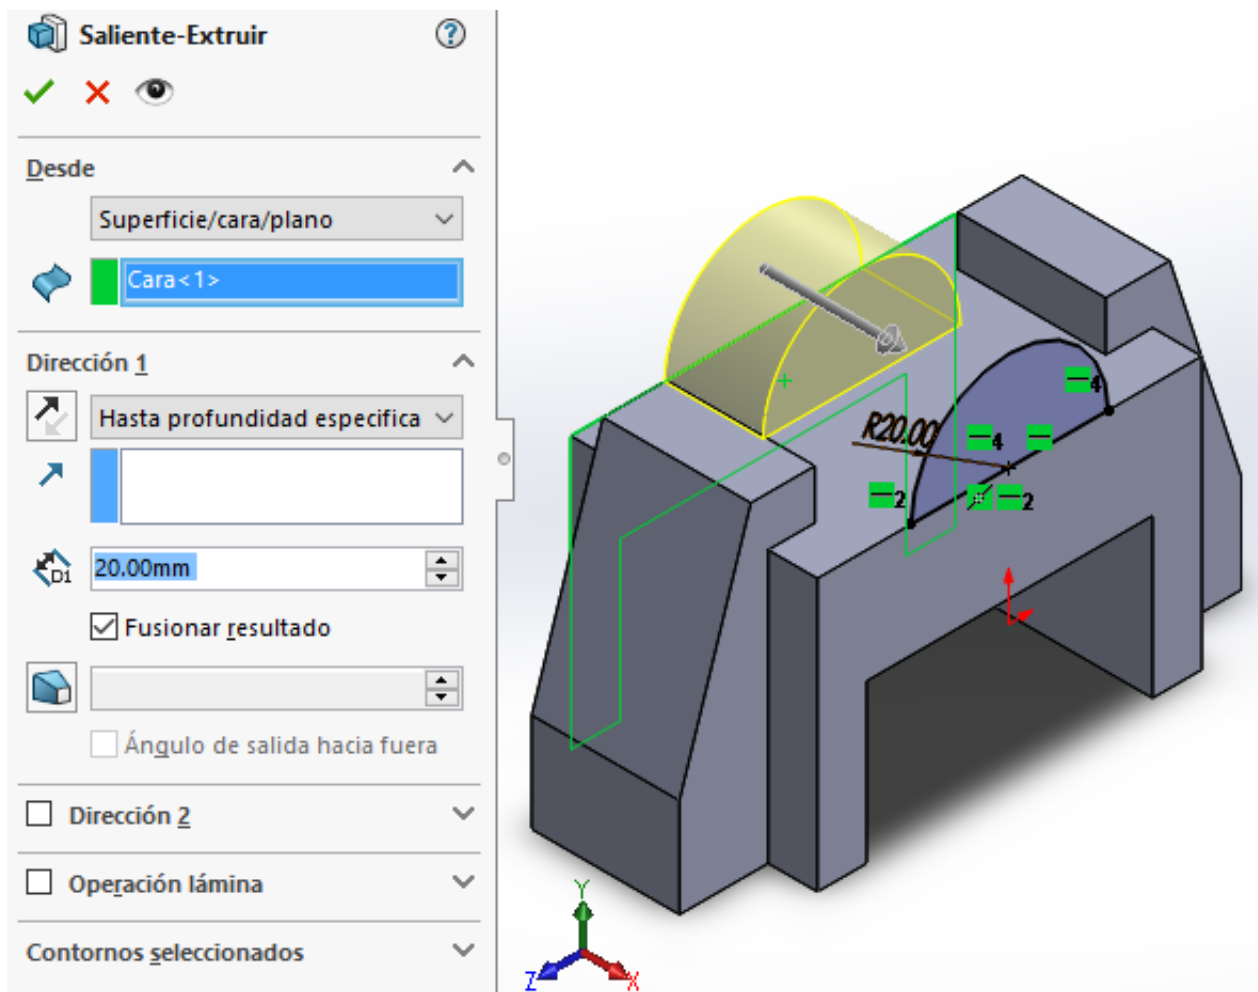 Saliente-Extruir
Desde
Superficie/cara/plano
Cara<1>
Dirección 1
Hasta profundidad especifica
D1
20.00mm
Fusionar resultado
Ángulo de salida hacia fuera
Dirección 2
Operación lámina
Contornos seleccionados
R20.00
4
4
2
2
Y
Z
X